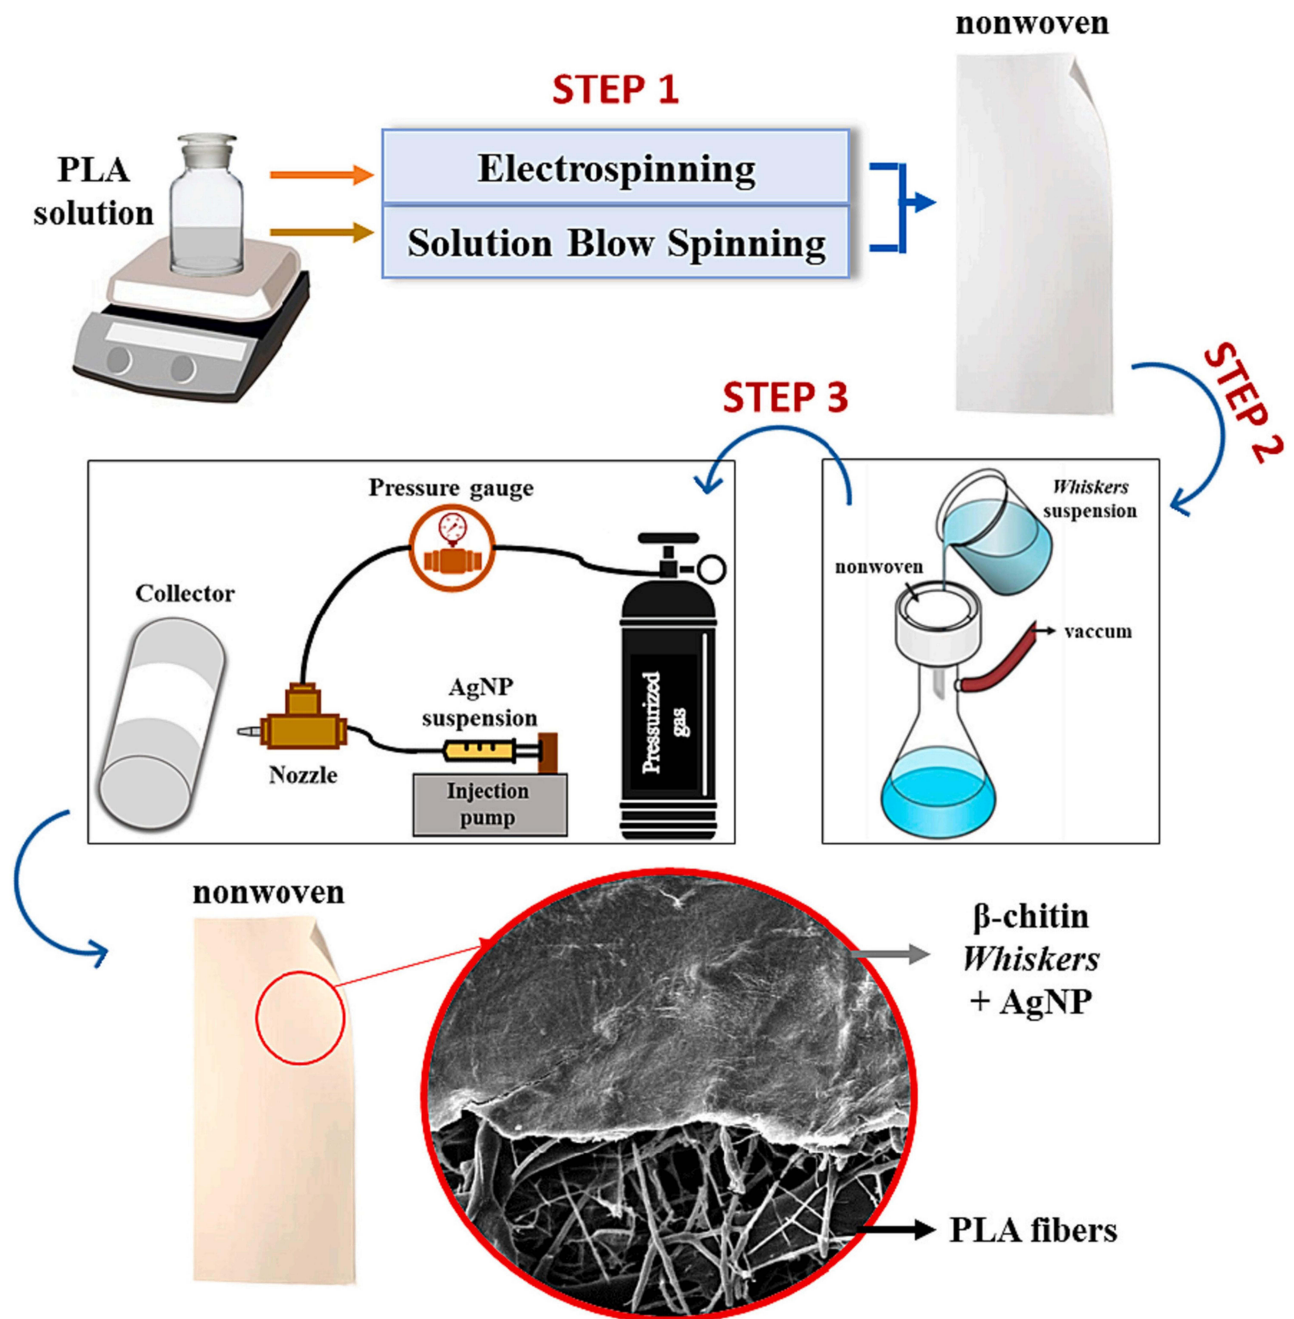 nonwoven
STEP 1
PLA
solution
Electrospinning
Solution Blow Spinning
STEP 2
STEP 3
Pressure gauge
Collector
AgNP
suspension
Nozzle
Injection
pump
Pressurized
gas
Whiskers
suspension
nonwoven
vaccum
nonwoven
β-chitin
Whiskers
+ AgNP
PLA fibers